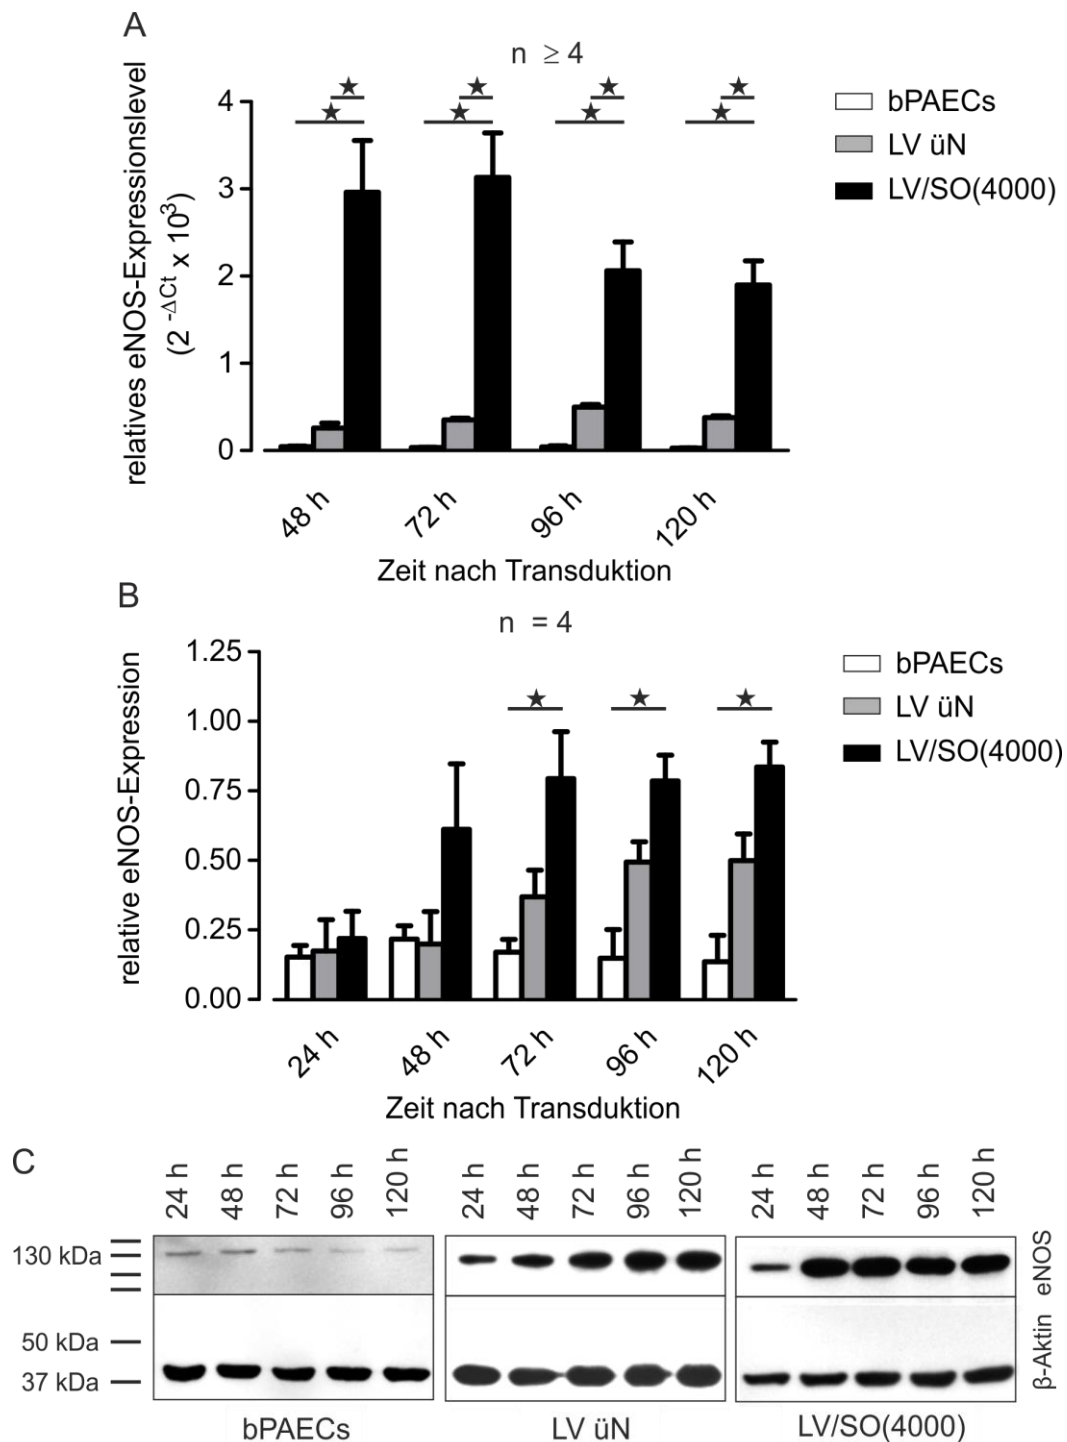 A
n ≥ 4
relatives eNOS-Expressionslevel
(2 -ΔCt x 10³)
4
3
2
1
0
bPAECs
LV üN
LV/SO(4000)
48 h
72 h
96 h
120 h
Zeit nach Transduktion
B
n = 4
relative eNOS-Expression
1.25
1.00
0.75
0.50
0.25
0.00
bPAECs
LV üN
LV/SO(4000)
24 h
48 h
72 h
96 h
120 h
Zeit nach Transduktion
C
24 h
48 h
72 h
96 h
120 h
24 h
48 h
72 h
96 h
120 h
24 h
48 h
72 h
96 h
120 h
130 kDa
50 kDa
37 kDa
eNOS
β-Aktin
bPAECs
LV üN
LV/SO(4000)